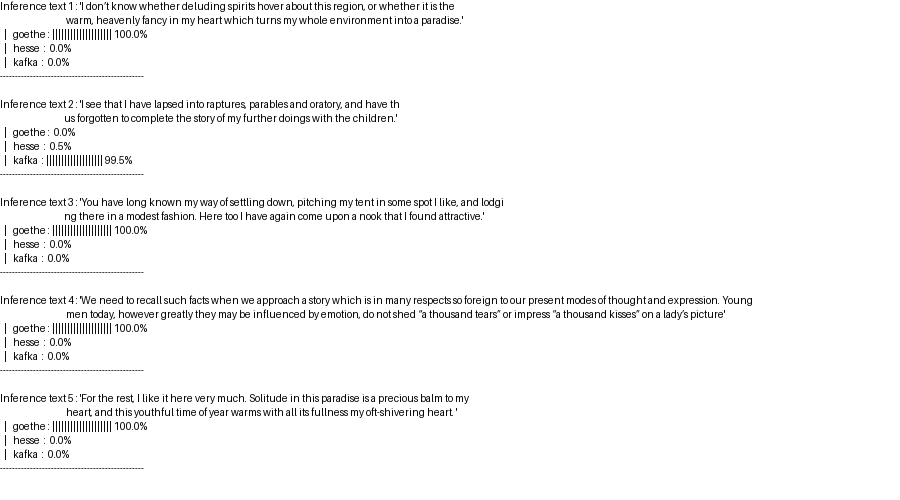 Inference text 1 : 'I don't know whether deluding spirits hover about this region, or whether it is the
warm, heavenly fancy in my heart which turns my whole environment into a paradise.'
| goethe : |||||||||||||||||||| 100.0%
| hesse : 0.0%
| kafka : 0.0%
------------------------------------------------
Inference text 2 : 'I see that I have lapsed into raptures, parables and oratory, and have th
us forgotten to complete the story of my further doings with the children.'
| goethe : 0.0%
| hesse : 0.5%
| kafka : ||||||||||||||||||| 99.5%
------------------------------------------------
Inference text 3 : 'You have long known my way of settling down, pitching my tent in some spot I like, and lodgi
ng there in a modest fashion. Here too I have again come upon a nook that I found attractive.'
| goethe : |||||||||||||||||||| 100.0%
| hesse : 0.0%
| kafka : 0.0%
------------------------------------------------
Inference text 4 : 'We need to recall such facts when we approach a story which is in many respects so foreign to our present modes of thought and expression. Young
men today, however greatly they may be influenced by emotion, do not shed “a thousand tears” or impress “a thousand kisses” on a lady’s picture'
| goethe : |||||||||||||||||||| 100.0%
| hesse : 0.0%
| kafka : 0.0%
------------------------------------------------
Inference text 5 : 'For the rest, I like it here very much. Solitude in this paradise is a precious balm to my
heart, and this youthful time of year warms with all its fullness my oft-shivering heart. '
| goethe : |||||||||||||||||||| 100.0%
| hesse : 0.0%
| kafka : 0.0%
------------------------------------------------